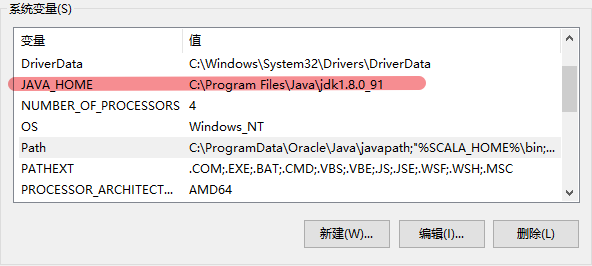 系统变量(S)
变量 值
DriverData C:\Windows\System32\Drivers\DriverData
JAVA_HOME C:\Program Files\Java\jdk1.8.0_91
NUMBER_OF_PROCESSORS 4
OS Windows_NT
Path C:\ProgramData\Oracle\Java\javapath;"%SCALA_HOME%\bin;...
PATHEXT .COM;.EXE;.BAT;.CMD;.VBS;.VBE;.JS;.JSE;.WSF;.WSH;.MSC
PROCESSOR_ARCHITECT... AMD64
新建(W)... 编辑(I)... 删除(L)